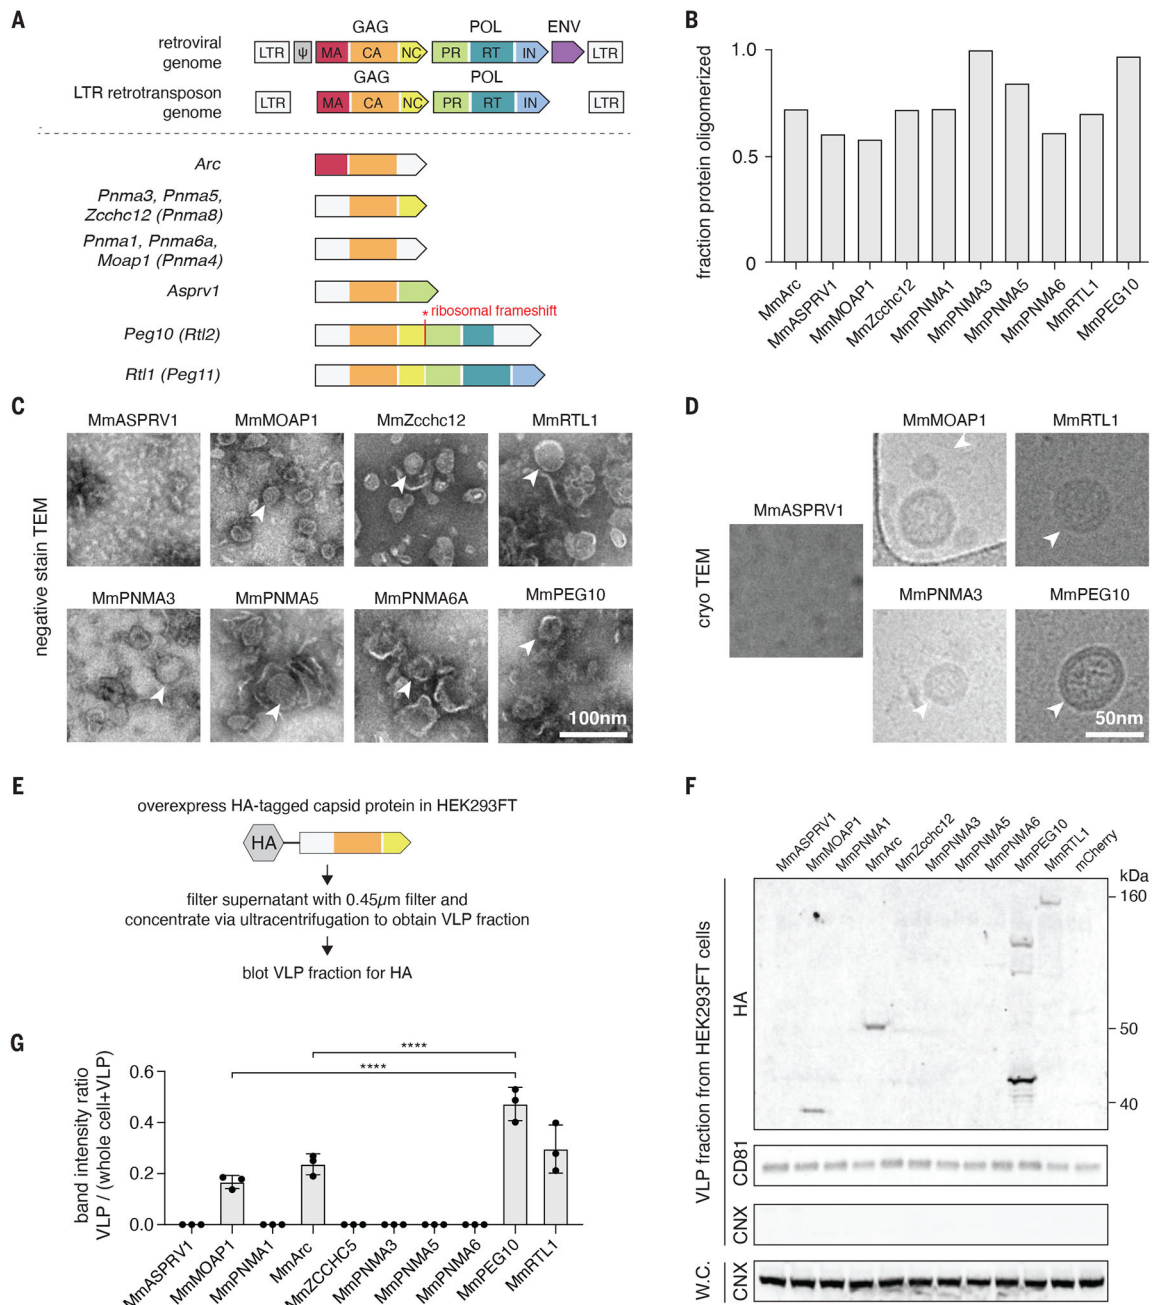 A
GAG
POL
ENV
retroviral
genome
LTR
ψ
MA
CA
NC
PR
RT
IN
LTR
GAG
POL
LTR retrotransposon
genome
LTR
MA
CA
NC
PR
RT
IN
LTR
Arc
Pnma3, Pnma5,
Zcchc12 (Pnma8)
Pnma1, Pnma6a,
Moap1 (Pnma4)
Asprv1
* ribosomal frameshift
Peg10 (Rtl2)
Rtl1 (Peg11)
B
fraction protein oligomerized
1.0
0.5
0
MmArc
MmASPRV1
MmMOAP1
MmZcchc12
MmPNMA1
MmPNMA3
MmPNMA5
MmPNMA6
MmRTL1
MmPEG10
C
negative stain TEM
MmASPRV1
MmMOAP1
MmZcchc12
MmRTL1
MmPNMA3
MmPNMA5
MmPNMA6A
MmPEG10
100nm
D
cryo TEM
MmASPRV1
MmMOAP1
MmRTL1
MmPNMA3
MmPEG10
50nm
E
overexpress HA-tagged capsid protein in HEK293FT
HA
filter supernatant with 0.45µm filter and
concentrate via ultracentrifugation to obtain VLP fraction
blot VLP fraction for HA
F
MmASPRV1
MmMOAP1
MmPNMA1
MmArc
MmZcchc12
MmPNMA3
MmPNMA5
MmPNMA6
MmPEG10
MmRTL1
mCherry
kDa
160
50
40
VLP fraction from HEK293FT cells
HA
CD81
CNX
W.C.
CNX
G
band intensity ratio
VLP / (whole cell+VLP)
0.6
0.4
0.2
0.0
****
****
MmASPRV1
MmMOAP1
MmPNMA1
MmArc
MmZCCHC5
MmPNMA3
MmPNMA5
MmPNMA6
MmPEG10
MmRTL1